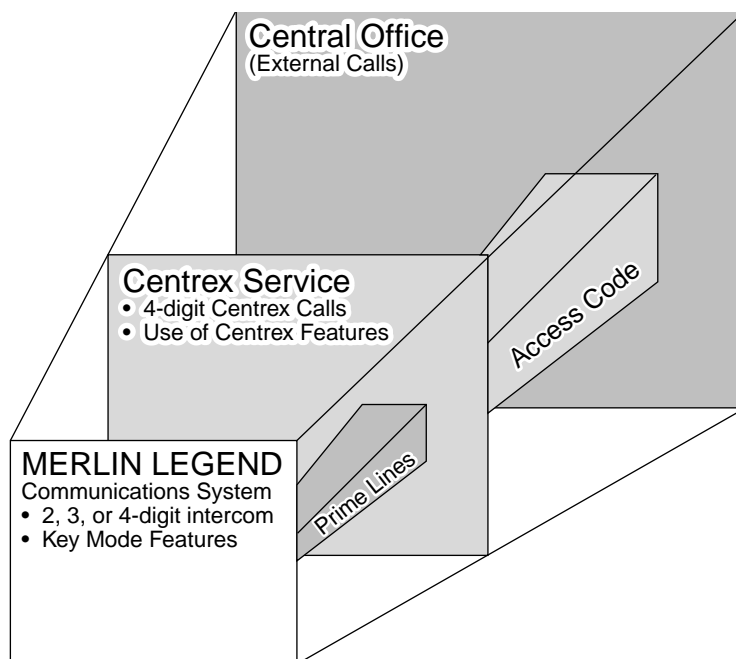 Central Office
(External Calls)
Centrex Service
• 4-digit Centrex Calls
• Use of Centrex Features
Access Code
MERLIN LEGEND
Communications System
• 2, 3, or 4-digit intercom
• Key Mode Features
Prime Lines